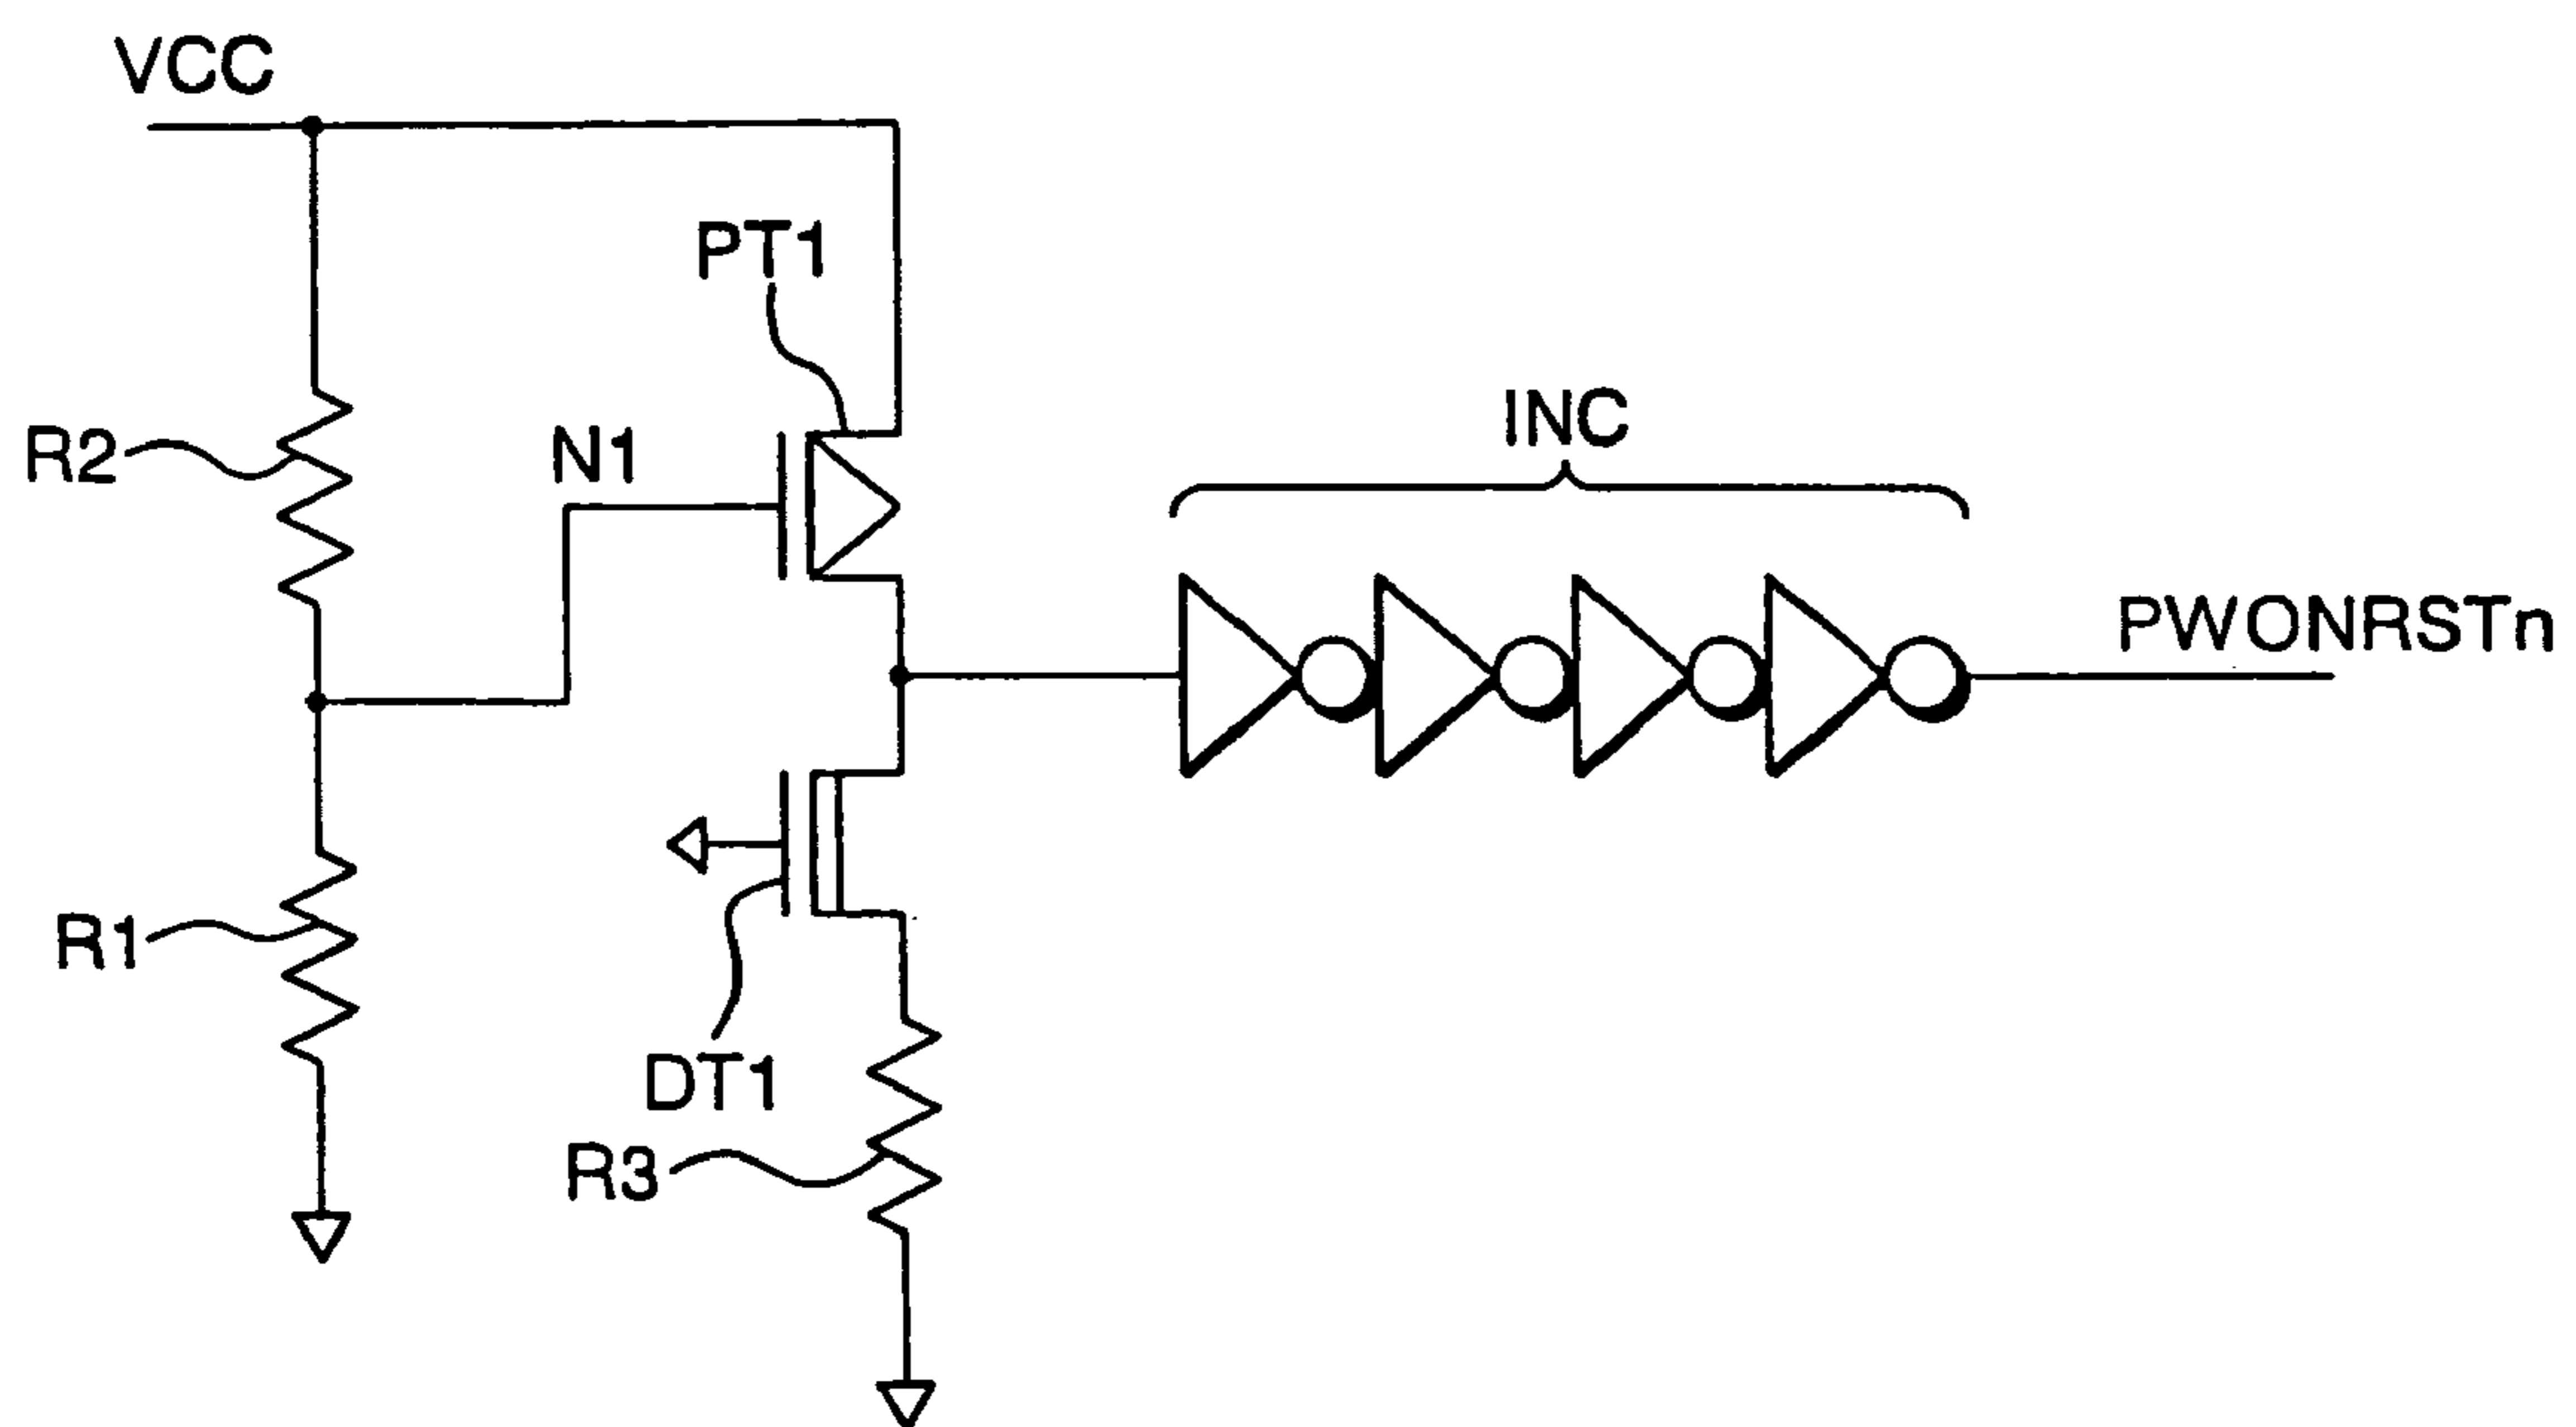 VCC
PT1
R2
N1
INC
PWONRSTn
R1
DT1
R3